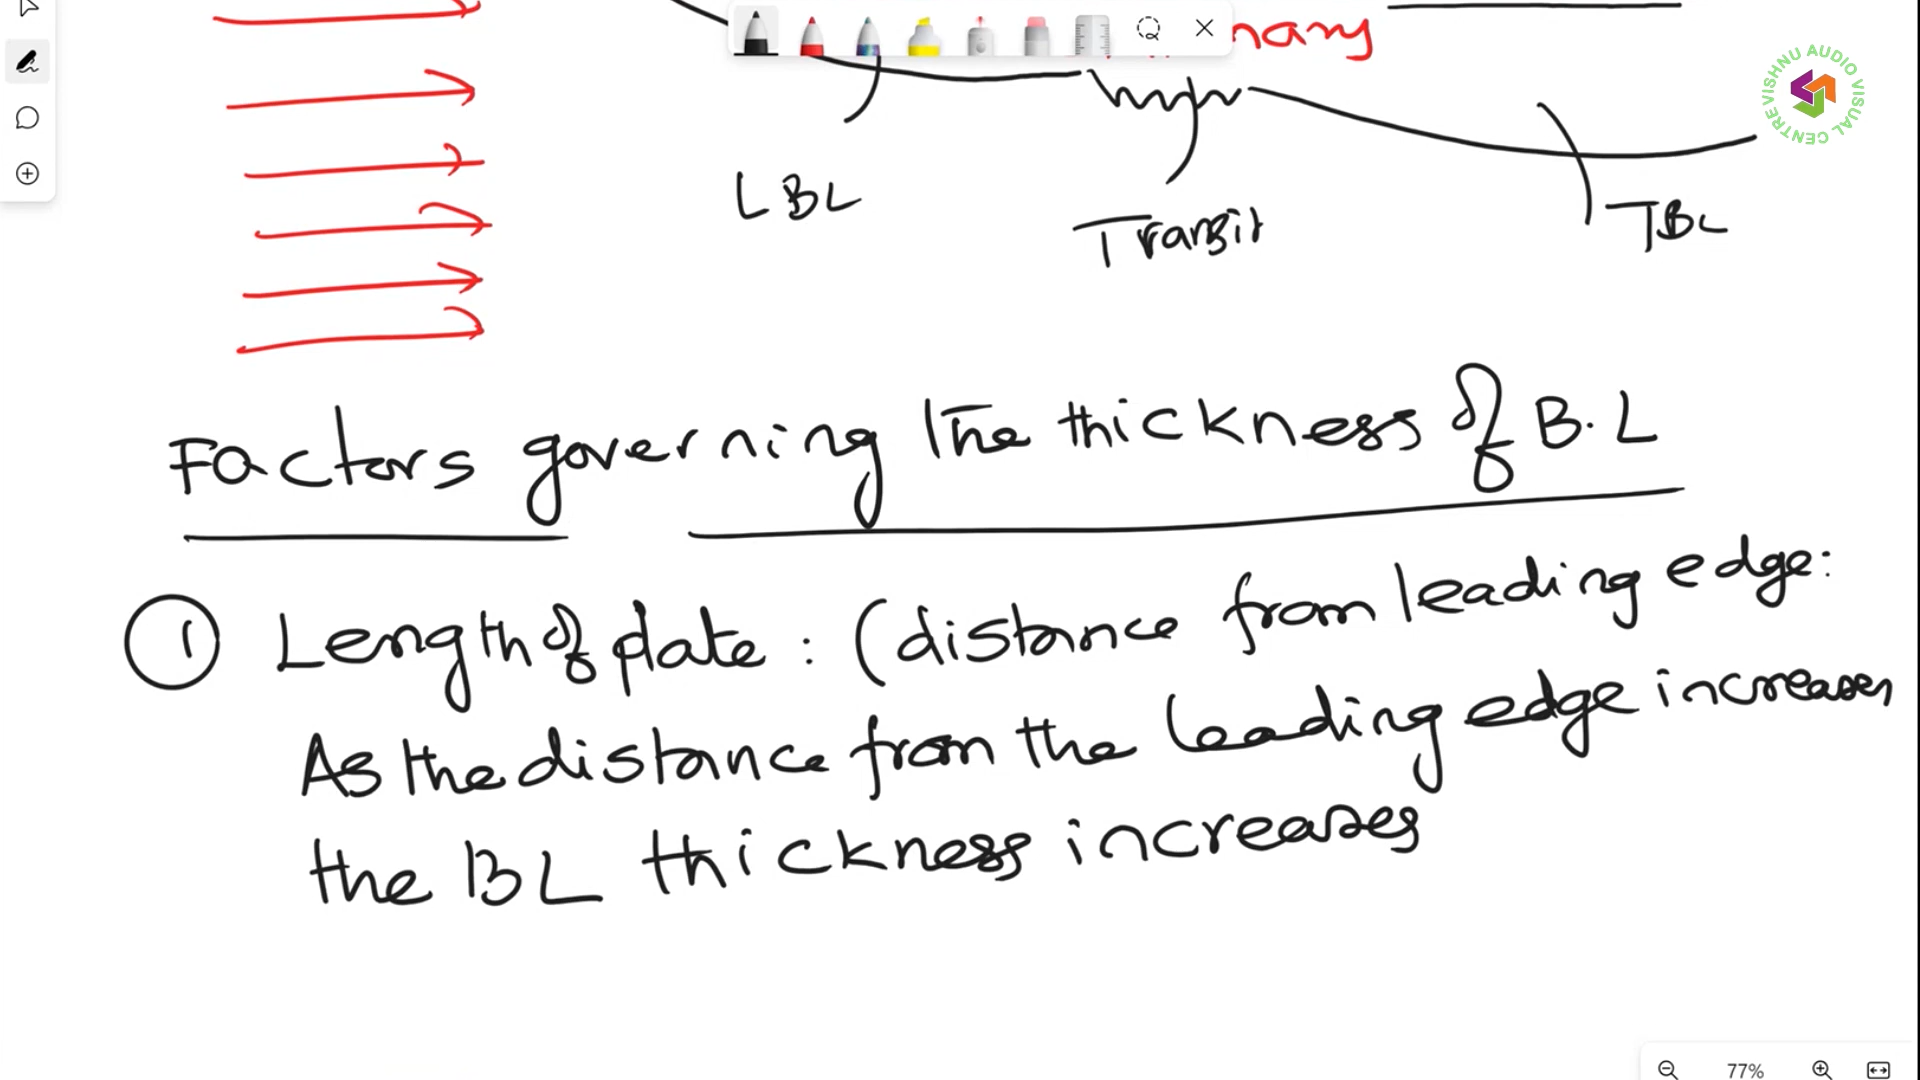 nary
VISHNU AUDIO VISUAL CENTRE
LBL
Transit
TBL
Factors governing the thickness of B.L
① Length of plate : (distance from leading edge:
As the distance from the leading edge increases
the BL thickness increases
77%